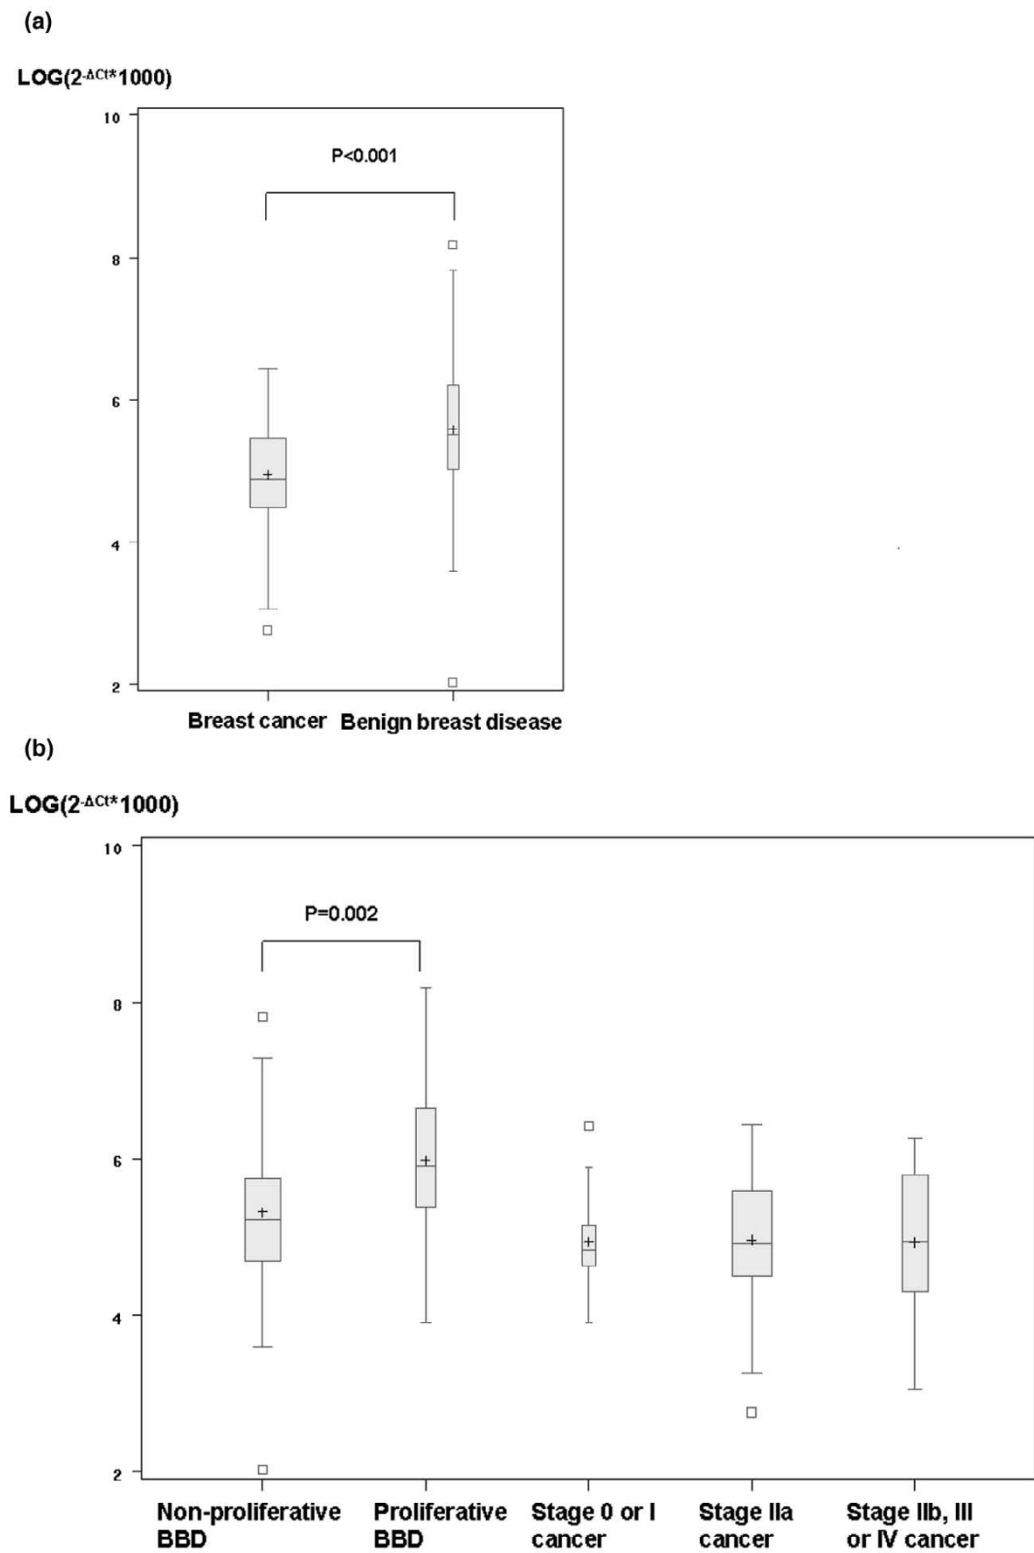 (a)
LOG(2-ΔCt*1000)
10
P<0.001
8
6
4
2
Breast cancer Benign breast disease
(b)
LOG(2-ΔCt*1000)
10
P=0.002
8
6
4
2
Non-proliferative BBD
Proliferative BBD
Stage 0 or I cancer
Stage IIa cancer
Stage IIb, III or IV cancer